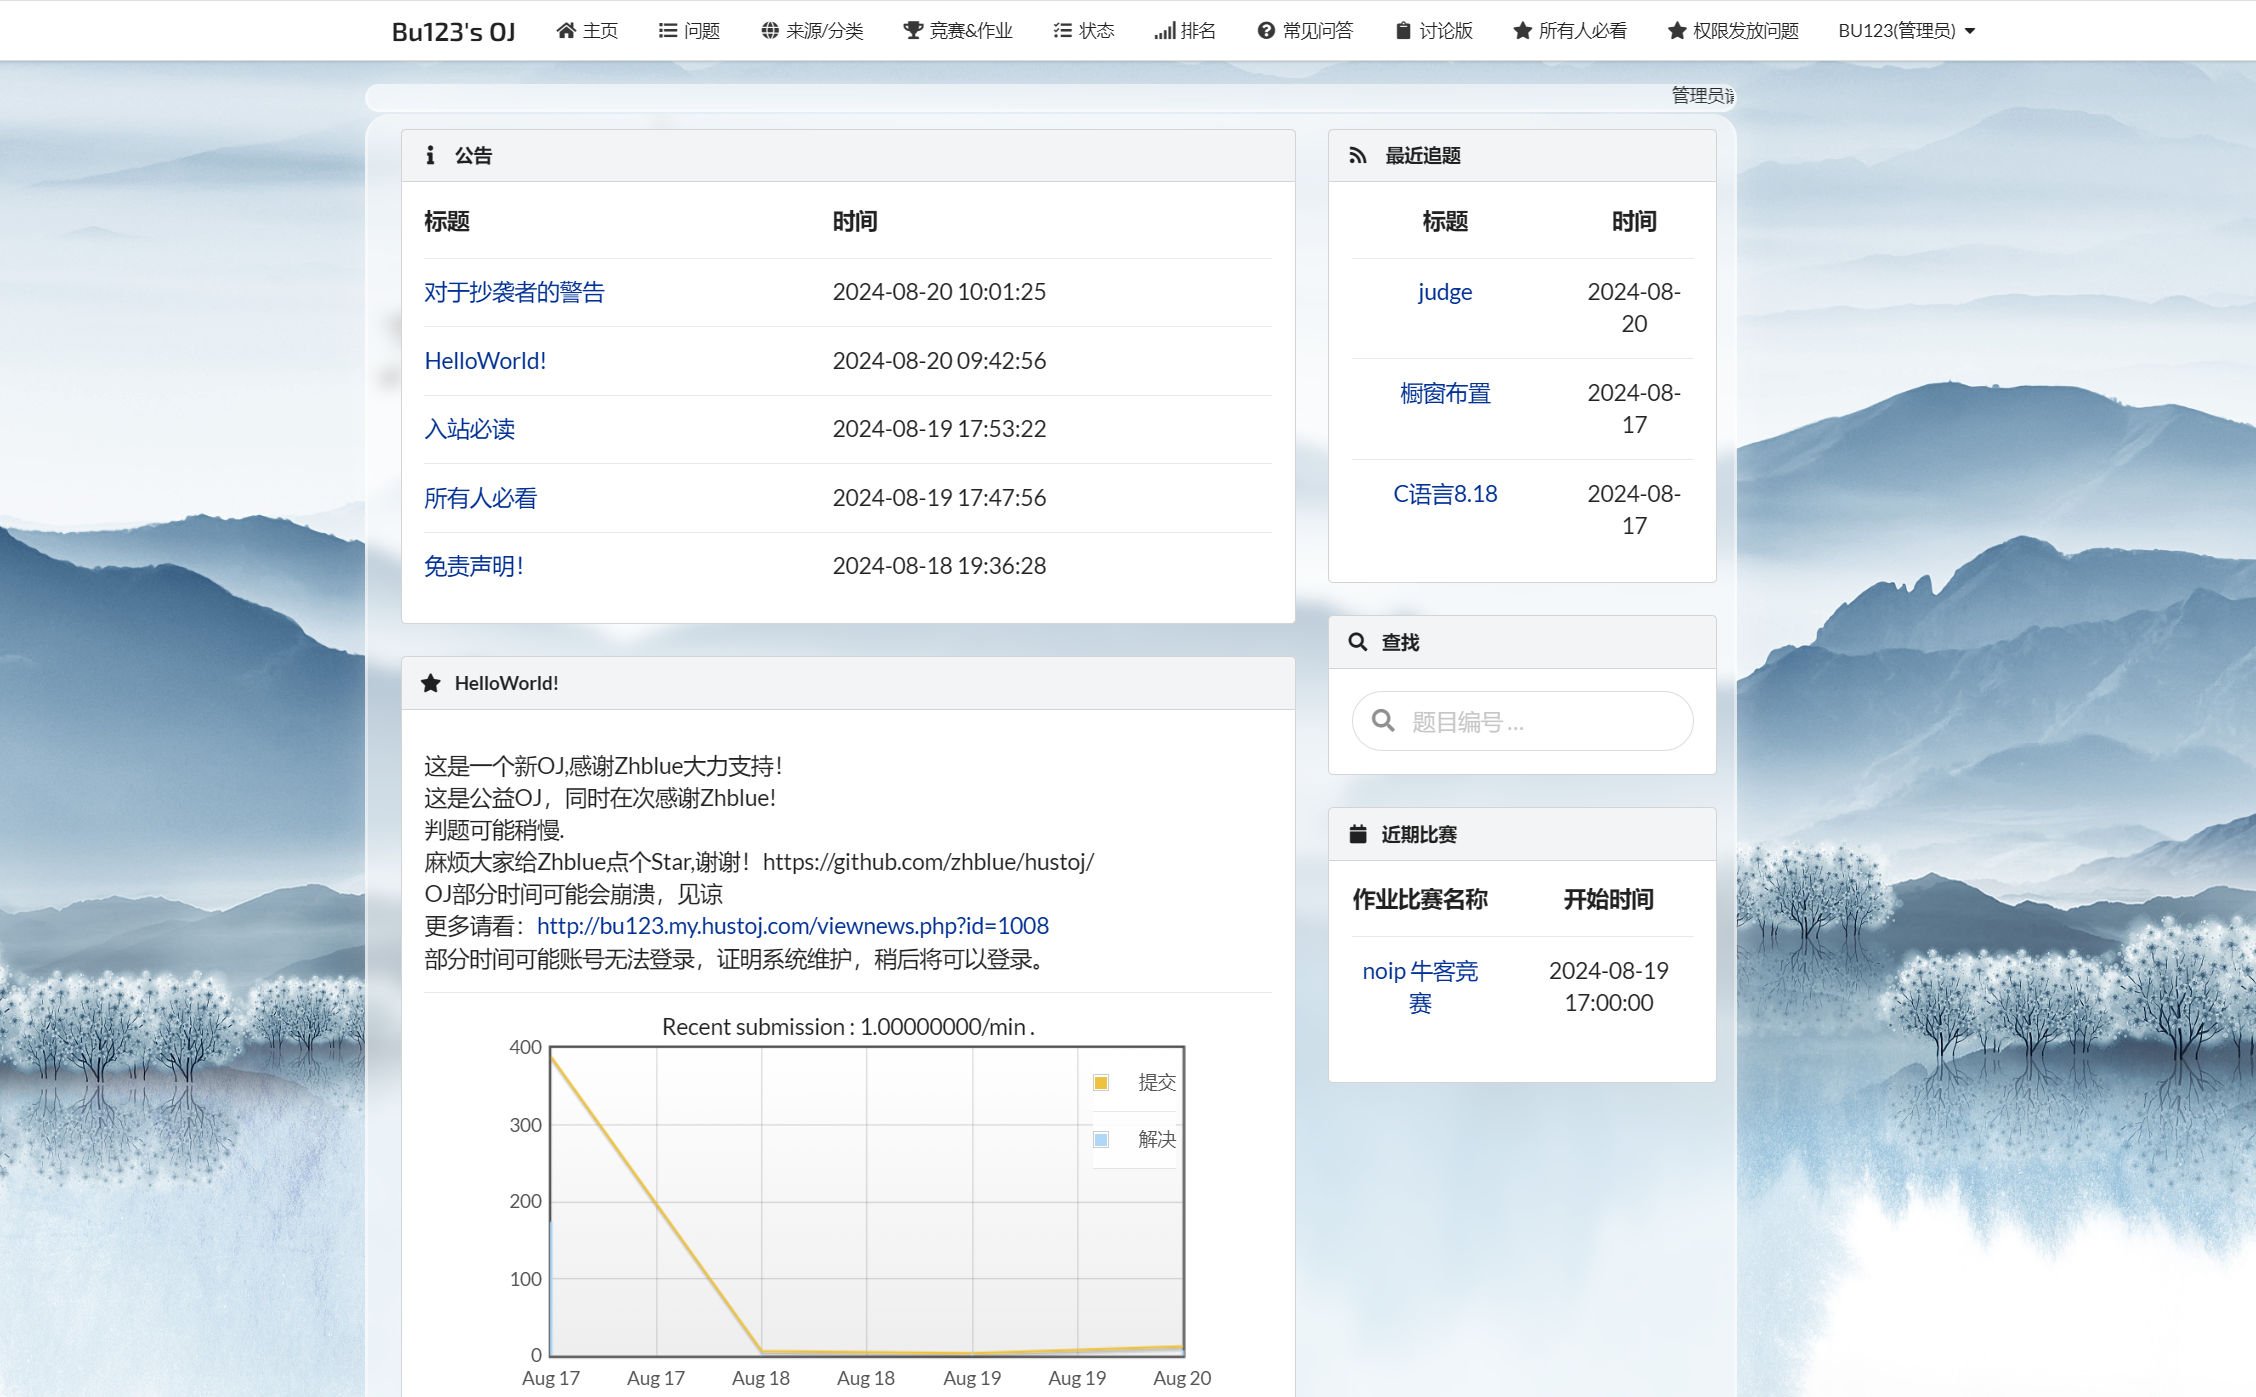 Bu123's OJ 主页 问题 来源/分类 竞赛&作业 状态 排名 常见问答 讨论版 所有人必看 权限发放问题 BU123(管理员)
管理员
公告
标题 时间
对于抄袭者的警告 2024-08-20 10:01:25
HelloWorld! 2024-08-20 09:42:56
入站必读 2024-08-19 17:53:22
所有人必看 2024-08-19 17:47:56
免责声明! 2024-08-18 19:36:28
HelloWorld!
这是一个新OJ,感谢Zhblue大力支持！
这是公益OJ，同时在次感谢Zhblue!
判题可能稍慢.
麻烦大家给Zhblue点个Star,谢谢！https://github.com/zhblue/hustoj/
OJ部分时间可能会崩溃，见谅
更多请看：http://bu123.my.hustoj.com/viewnews.php?id=1008
部分时间可能账号无法登录，证明系统维护，稍后将可以登录。
Recent submission : 1.00000000/min .
400
300
200
100
0
提交
解决
Aug 17 Aug 17 Aug 18 Aug 18 Aug 19 Aug 19 Aug 20
最近追题
标题 时间
judge 2024-08-
20
橱窗布置 2024-08-
17
C语言8.18 2024-08-
17
查找
题目编号 ...
近期比赛
作业比赛名称 开始时间
noip 牛客竞 2024-08-19
赛 17:00:00